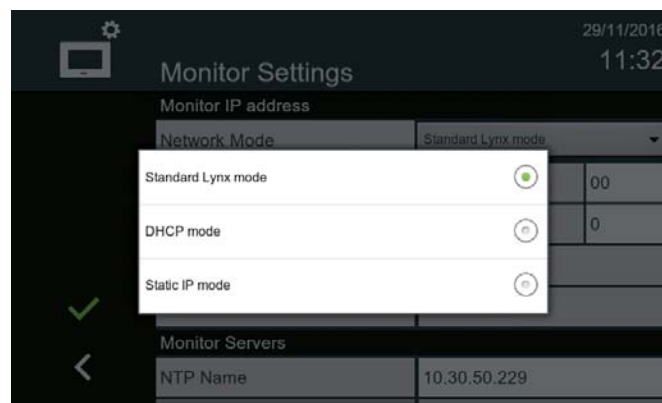 29/11/2016
11:32
Monitor Settings
Monitor IP address
Network Mode Standard Lynx mode
Standard Lynx mode
00
DHCP mode
0
Static IP mode
Monitor Servers
NTP Name 10.30.50.229